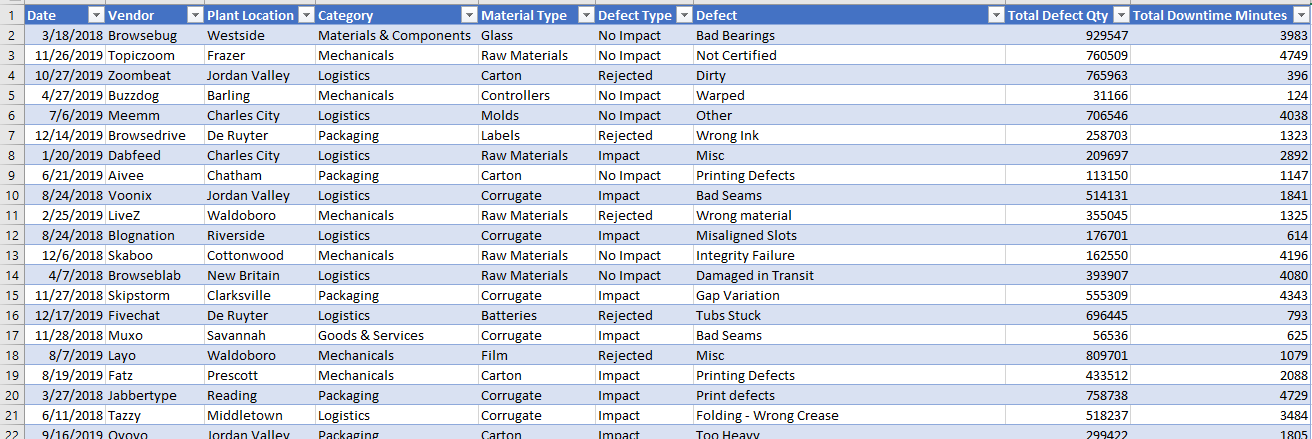 1 Date Vendor Plant Location Category Material Type Defect Type Defect Total Defect Qty Total Downtime Minutes
2 3/18/2018 Browsebug Westside Materials & Components Glass No Impact Bad Bearings 929547 3983
3 11/26/2019 Topiczoom Frazer Mechanicals Raw Materials No Impact Not Certified 760509 4749
4 10/27/2019 Zoombeat Jordan Valley Logistics Carton Rejected Dirty 765963 396
5 4/27/2019 Buzzdog Barling Mechanicals Controllers No Impact Warped 31166 124
6 7/6/2019 Meemm Charles City Logistics Molds No Impact Other 706546 4038
7 12/14/2019 Browsedrive De Ruyter Packaging Labels Rejected Wrong Ink 258703 1323
8 1/20/2019 Dabfeed Charles City Logistics Raw Materials Impact Misc 209697 2892
9 6/21/2019 Aivee Chatham Packaging Carton No Impact Printing Defects 113150 1147
10 8/24/2018 Voonix Jordan Valley Logistics Corrugate Impact Bad Seams 514131 1841
11 2/25/2019 LiveZ Waldoboro Mechanicals Raw Materials Rejected Wrong material 355045 1325
12 8/24/2018 Blognation Riverside Logistics Corrugate Impact Misaligned Slots 176701 614
13 12/6/2018 Skaboo Cottonwood Mechanicals Raw Materials No Impact Integrity Failure 162550 4196
14 4/7/2018 Browseblab New Britain Logistics Raw Materials No Impact Damaged in Transit 393907 4080
15 11/27/2018 Skipstorm Clarksville Packaging Corrugate Impact Gap Variation 555309 4343
16 12/17/2019 Fivechat De Ruyter Logistics Batteries Rejected Tubs Stuck 696445 793
17 11/28/2018 Muxo Savannah Goods & Services Corrugate Impact Bad Seams 56536 625
18 8/7/2019 Layo Waldoboro Mechanicals Film Rejected Misc 809701 1079
19 8/19/2019 Fatz Prescott Mechanicals Carton Impact Printing Defects 433512 2088
20 3/27/2018 Jabbertype Reading Packaging Corrugate Impact Print defects 758738 4729
21 6/11/2018 Tazzy Middletown Logistics Corrugate Impact Folding - Wrong Crease 518237 3484
22 9/16/2019 Oyoyo Jordan Valley Packaging Carton Impact Too Heavy 299422 1805